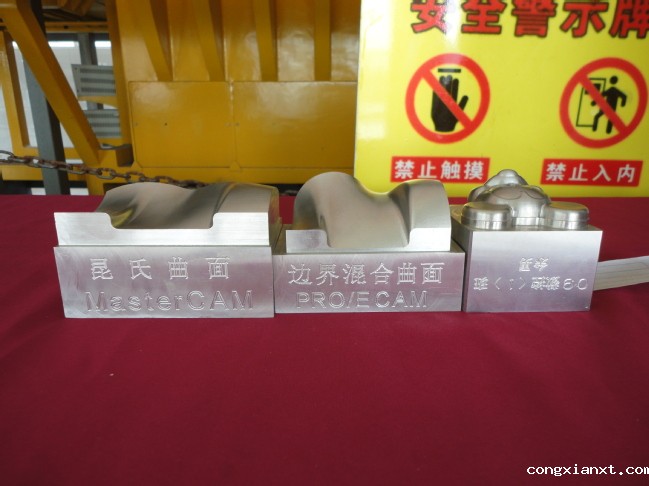 安全警示牌
禁止触摸
禁止入内
昆氏曲面
MasterCAM
边界混合曲面
PRO/E CAM
congxianxt.com